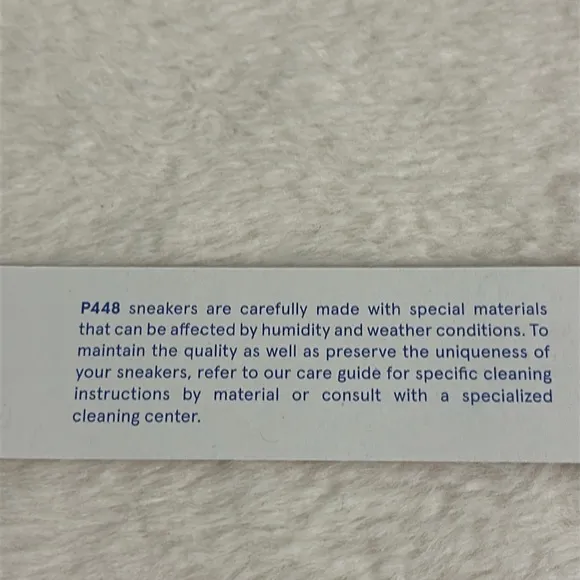 P448 sneakers are carefully made with special materials
that can be affected by humidity and weather conditions. To
maintain the quality as well as preserve the uniqueness of
your sneakers, refer to our care guide for specific cleaning
instructions by material or consult with a specialized
cleaning center.